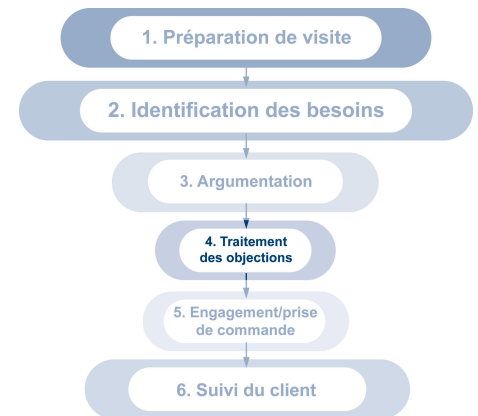 1. Préparation de visite
2. Identification des besoins
3. Argumentation
4. Traitement
des objections
5. Engagement/prise
de commande
6. Suivi du client